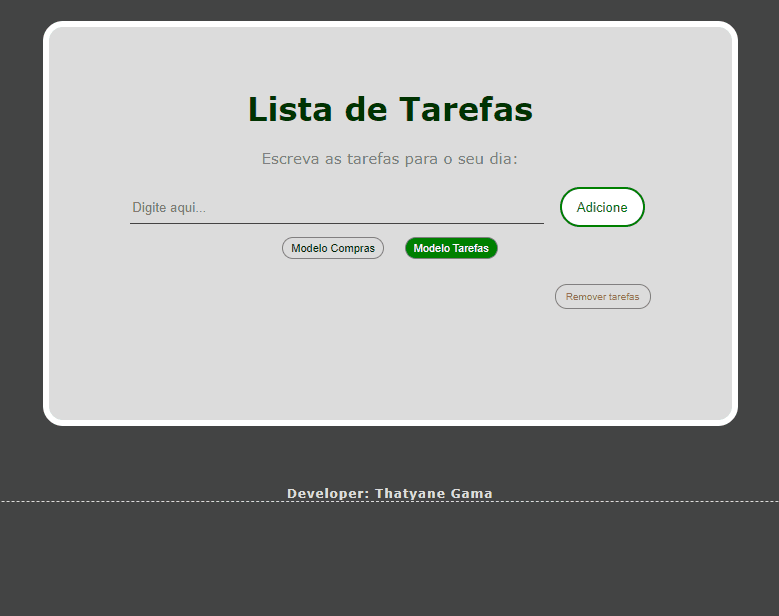 Lista de Tarefas
Escreva as tarefas para o seu dia:
Digite aqui...
Adicione
Modelo Compras
Modelo Tarefas
Remover tarefas
Developer: Thatyane Gama